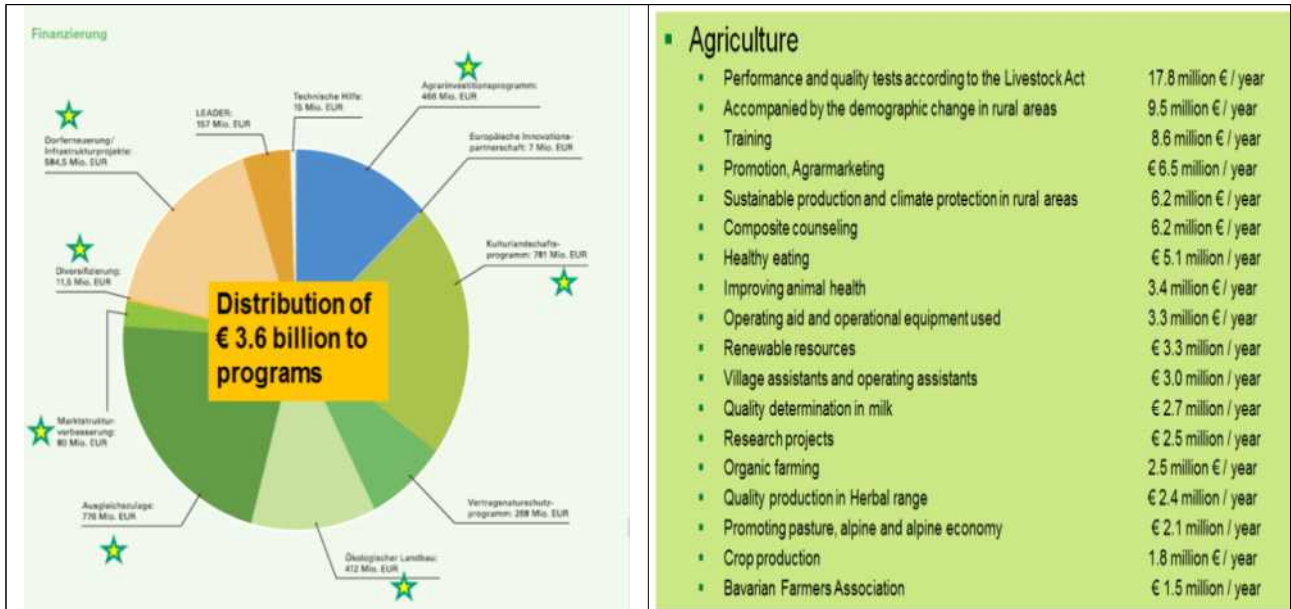 Finanzierung
Technische Hilfe:
15 Mio. EUR
Agrarinvestitionsprogramm:
466 Mio. EUR
LEADER:
157 Mio. EUR
Europäische Innovations-
partnerschaft: 7 Mio. EUR
Dorferneuerung/
Infrastrukturprojekte:
584,5 Mio. EUR
Kulturlandschafts-
programm: 781 Mio. EUR
Diversifizierung:
11,5 Mio. EUR
Distribution of
€ 3.6 billion to
programs
Marktstruktur-
verbesserung:
80 Mio. EUR
Ausgleichszulage:
776 Mio. EUR
Vertragsnaturschutz-
programm: 288 Mio. EUR
Ökologischer Landbau:
412 Mio. EUR
Agriculture
Performance and quality tests according to the Livestock Act 17.8 million € / year
Accompanied by the demographic change in rural areas 9.5 million € / year
Training 8.6 million € / year
Promotion, Agrarmarketing € 6.5 million / year
Sustainable production and climate protection in rural areas 6.2 million € / year
Composite counseling 6.2 million € / year
Healthy eating € 5.1 million / year
Improving animal health 3.4 million € / year
Operating aid and operational equipment used 3.3 million € / year
Renewable resources € 3.3 million / year
Village assistants and operating assistants € 3.0 million / year
Quality determination in milk € 2.7 million / year
Research projects € 2.5 million / year
Organic farming 2.5 million € / year
Quality production in Herbal range € 2.4 million / year
Promoting pasture, alpine and alpine economy € 2.1 million / year
Crop production 1.8 million € / year
Bavarian Farmers Association € 1.5 million / year